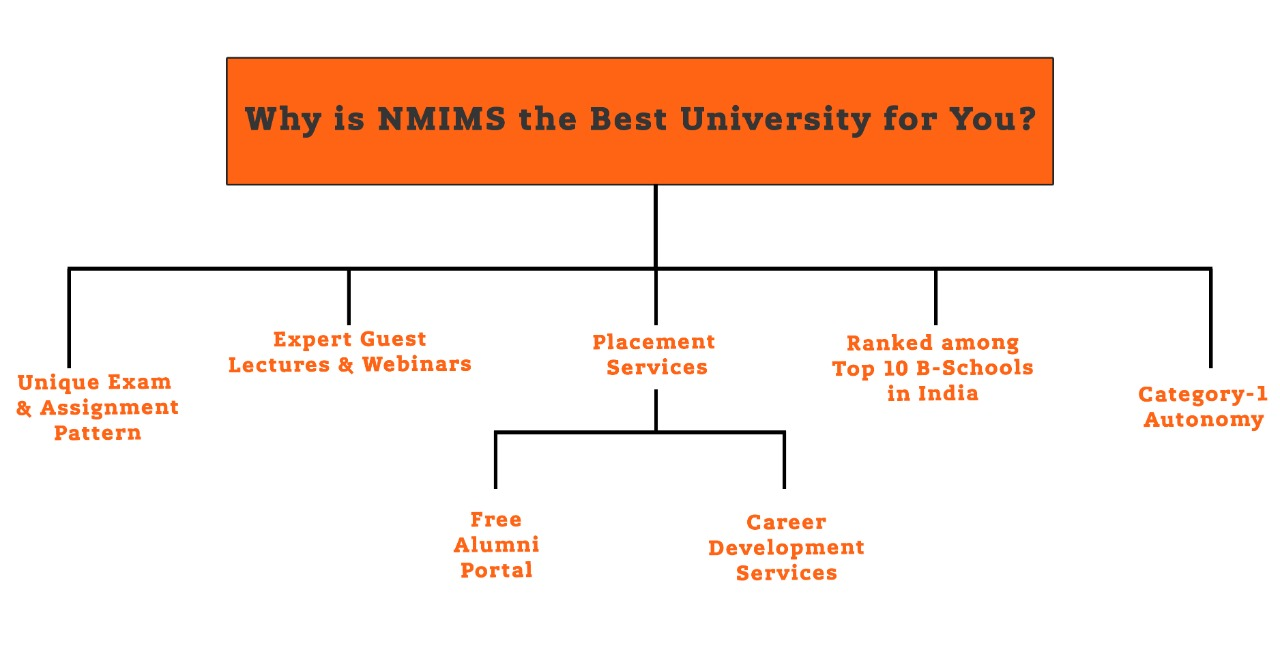 Why is NMIMS the Best University for You?
Unique Exam
& Assignment
Pattern
Expert Guest
Lectures & Webinars
Placement
Services
Ranked among
Top 10 B-Schools
in India
Category-1
Autonomy
Free
Alumni
Portal
Career
Development
Services